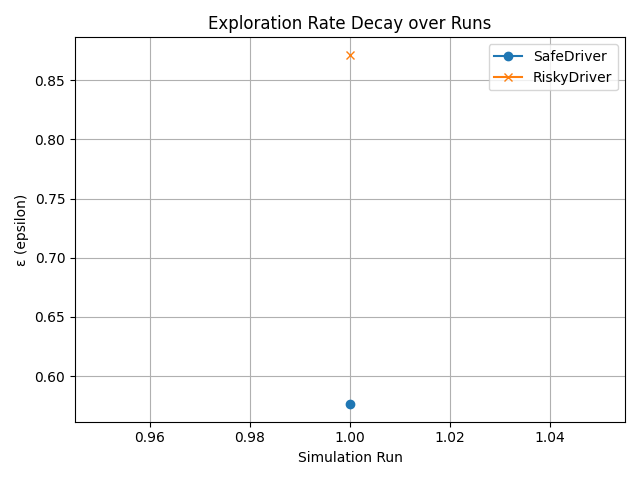 Exploration Rate Decay over Runs
SafeDriver
RiskyDriver
0.85
0.80
0.75
0.70
0.65
0.60
ε (epsilon)
0.96 0.98 1.00 1.02 1.04
Simulation Run